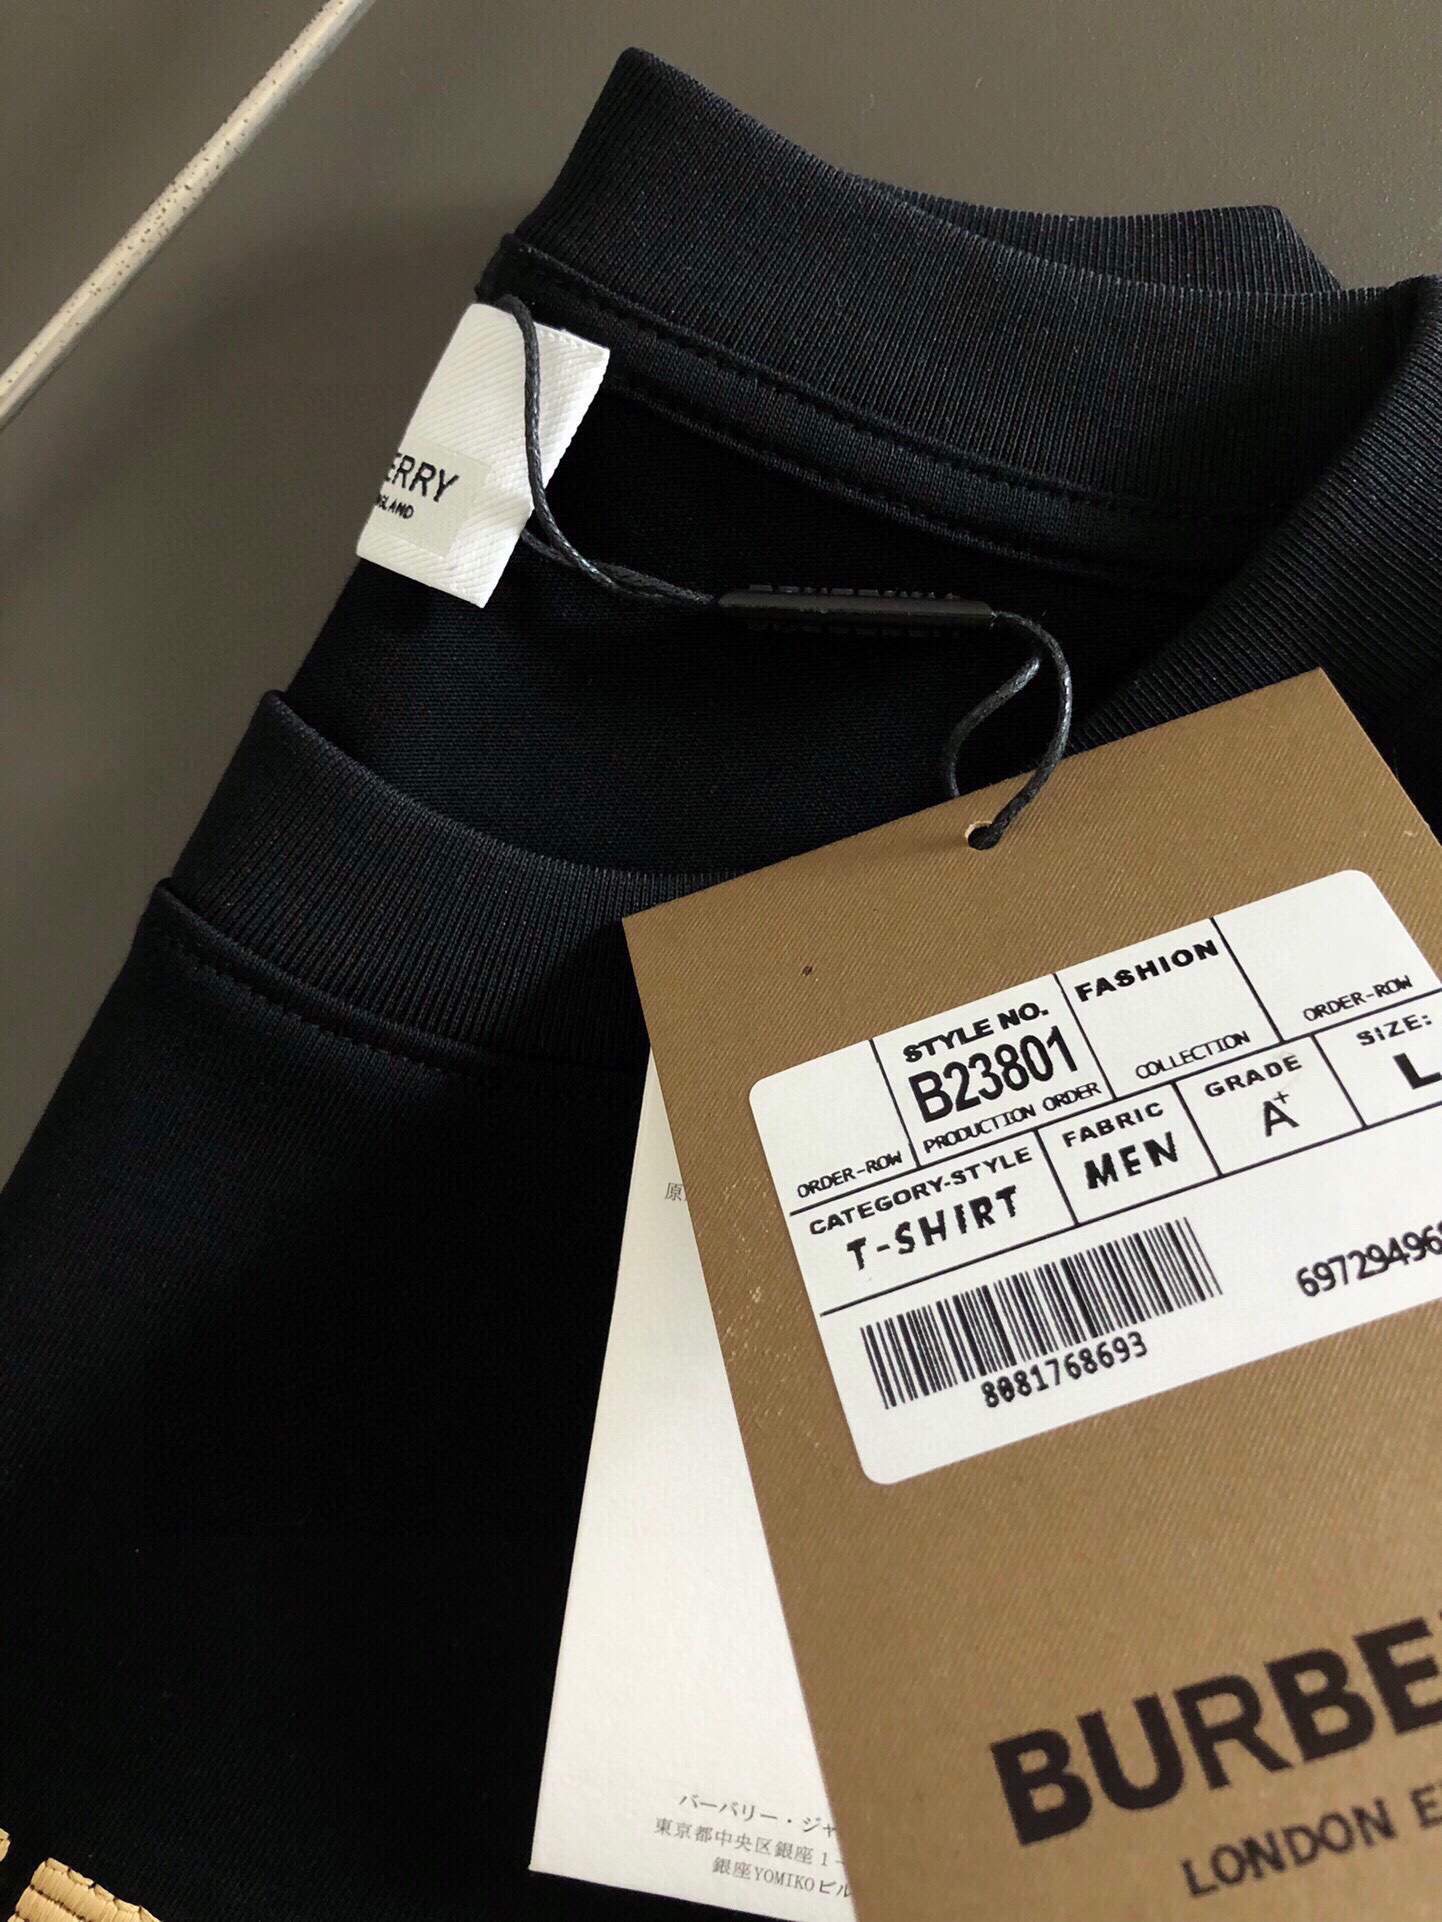 ERRY
STYLE NO.
B23801
PRODUCTION ORDER
FASHION
COLLECTION
ORDER-ROW
ORDER-ROW
CATEGORY-STYLE
T-SHIRT
FABRIC
MEN
GRADE
A+
SIZE:
L
8081768693
6972949
原
BURBE
LONDON E
バーバリー・ジャ
東京都中央区銀座1-
銀座YOMIKOビル